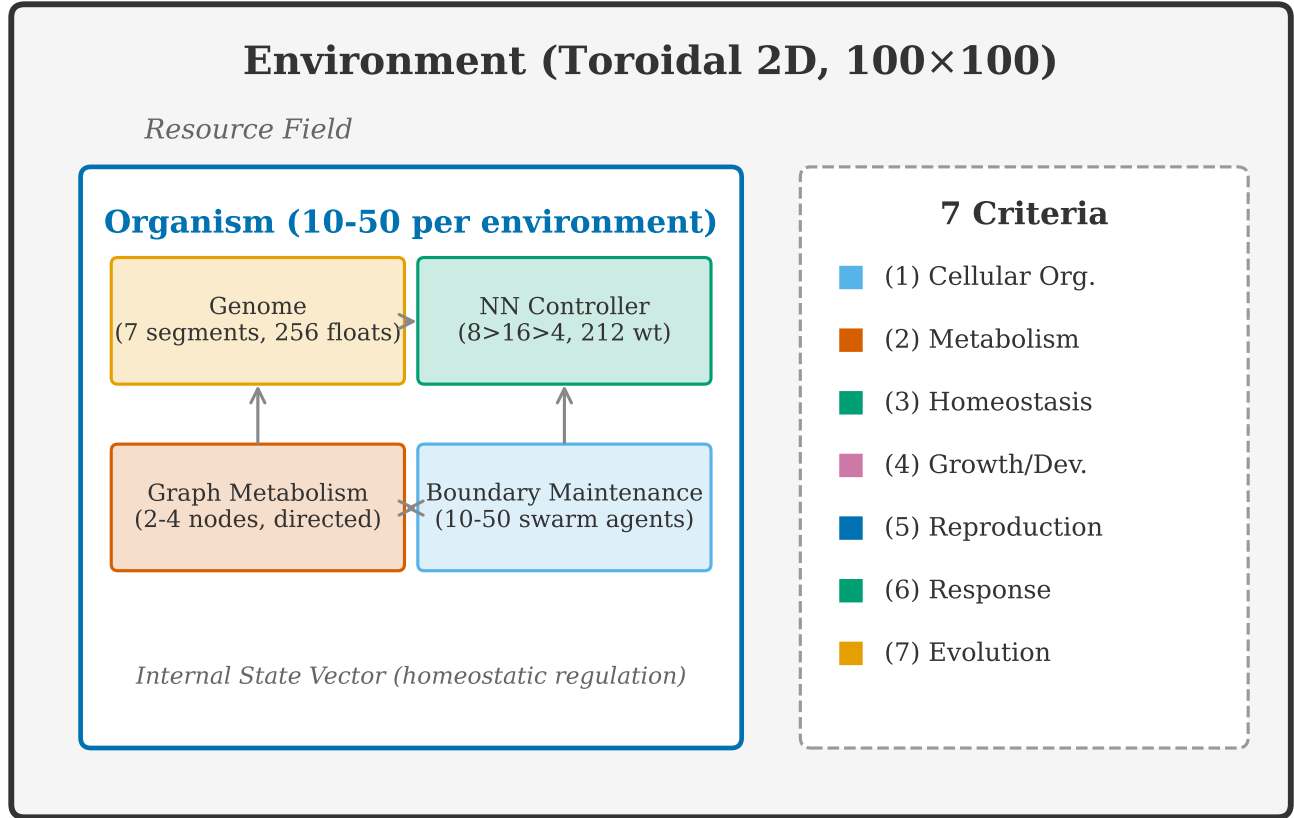 Environment (Toroidal 2D, 100×100)
Resource Field
Organism (10-50 per environment)
Genome
(7 segments, 256 floats)
NN Controller
(8>16>4, 212 wt)
Graph Metabolism
(2-4 nodes, directed)
Boundary Maintenance
(10-50 swarm agents)
Internal State Vector (homeostatic regulation)
7 Criteria
(1) Cellular Org.
(2) Metabolism
(3) Homeostasis
(4) Growth/Dev.
(5) Reproduction
(6) Response
(7) Evolution